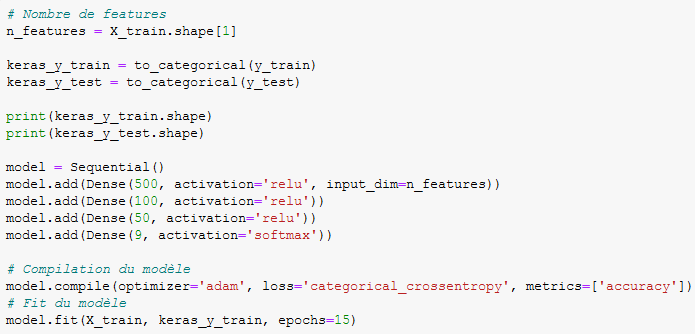 # Nombre de features
n_features = X_train.shape[1]
keras_y_train = to_categorical(y_train)
keras_y_test = to_categorical(y_test)
print(keras_y_train.shape)
print(keras_y_test.shape)
model = Sequential()
model.add(Dense(500, activation='relu', input_dim=n_features))
model.add(Dense(100, activation='relu'))
model.add(Dense(50, activation='relu'))
model.add(Dense(9, activation='softmax'))
# Compilation du modèle
model.compile(optimizer='adam', loss='categorical_crossentropy', metrics=['accuracy'])
# Fit du modèle
model.fit(X_train, keras_y_train, epochs=15)